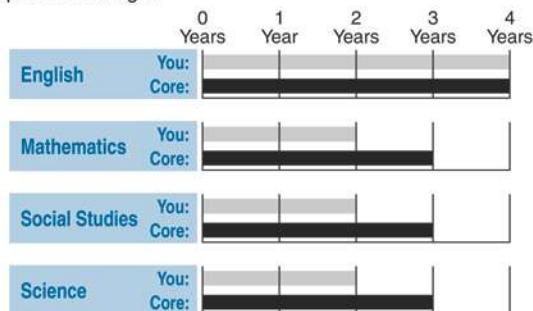 0 1 2 3 4
Years Year Years Years Years
English You:
Core:
Mathematics You:
Core:
Social Studies You:
Core:
Science You:
Core: